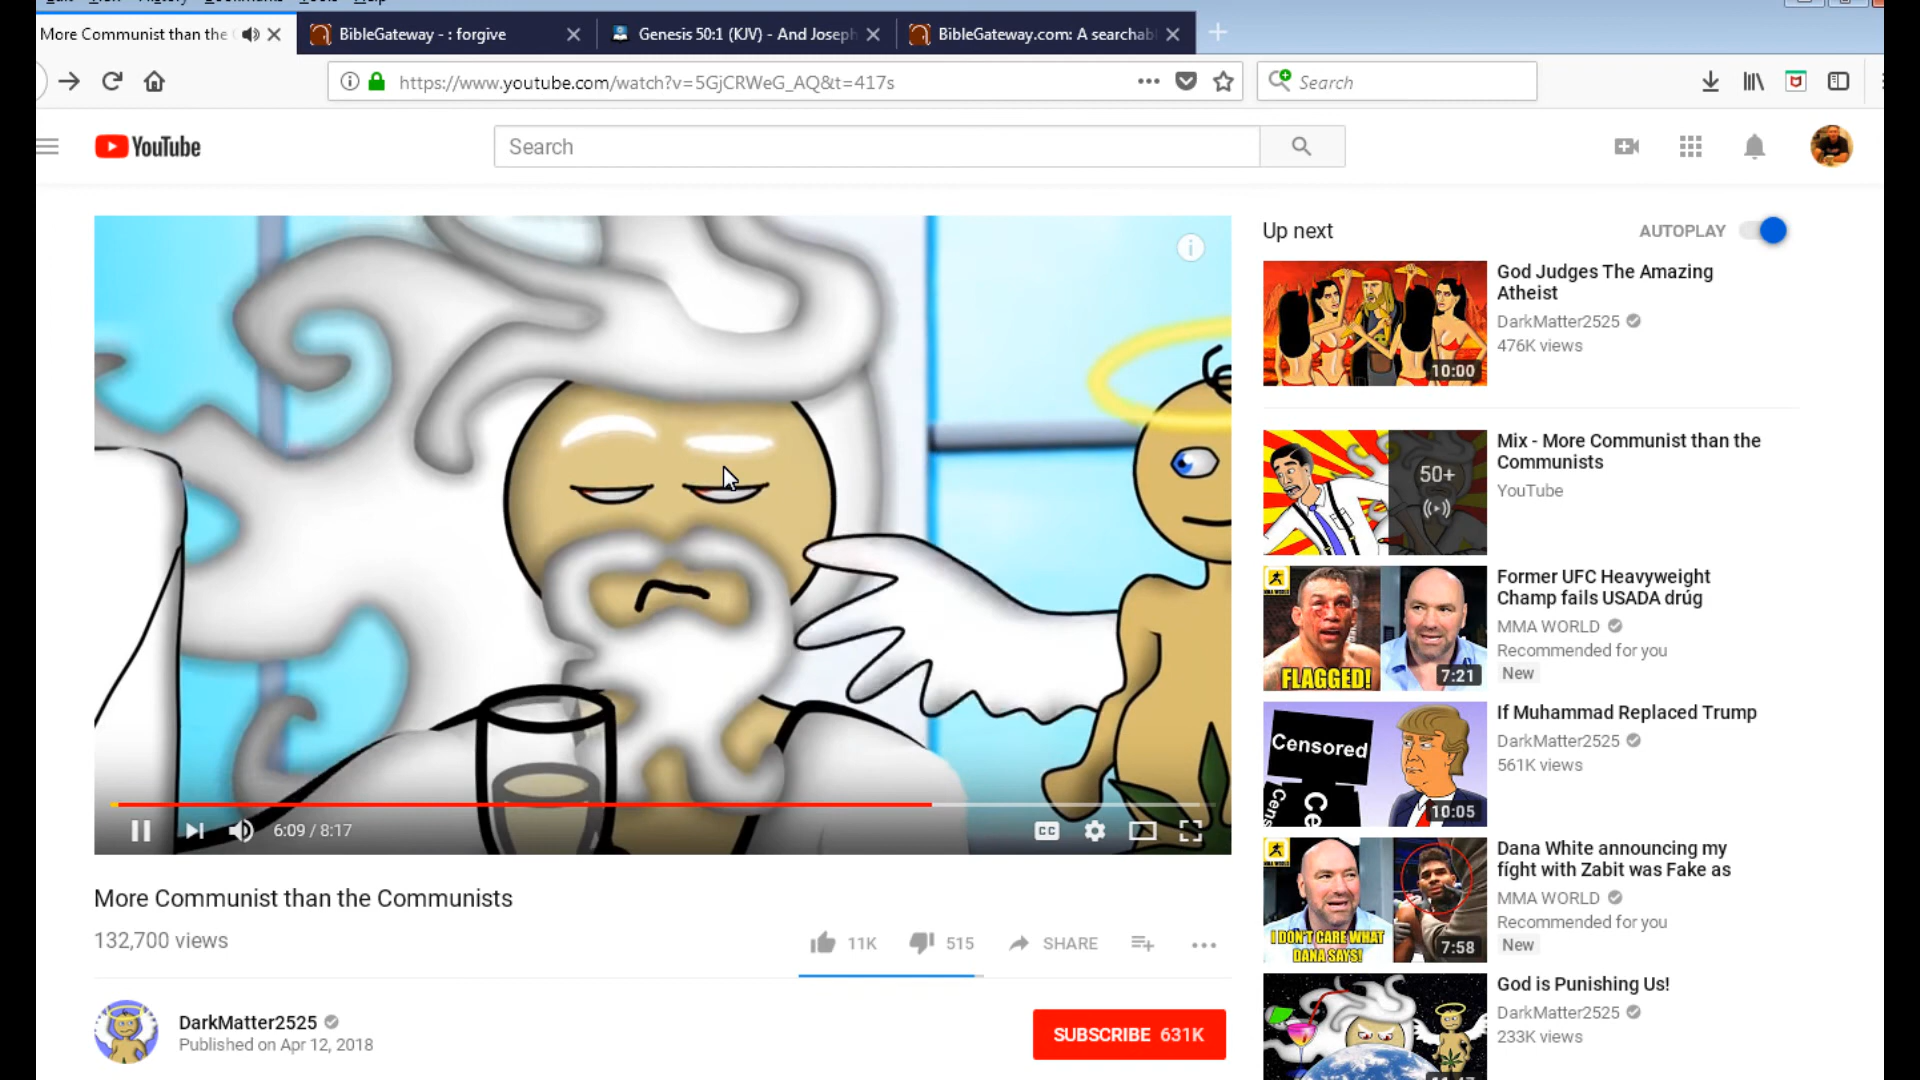 More Communist than the
BibleGateway - : forgive
Genesis 50:1 (KJV) - And Joseph
BibleGateway.com: A searchab
https://www.youtube.com/watch?v=5GjCRWeG_AQ&t=417s
Search
YouTube
Search
Up next
AUTOPLAY
God Judges The Amazing
Atheist
DarkMatter2525
476K views
10:00
Mix - More Communist than the
Communists
YouTube
50+
Former UFC Heavyweight
Champ fails USADA drúg
MMA WORLD
Recommended for you
New
FLAGGED!
7:21
If Muhammad Replaced Trump
DarkMatter2525
561K views
Censored
10:05
Dana White announcing my
fight with Zabit was Fake as
MMA WORLD
Recommended for you
New
I DON'T CARE WHAT
DANA SAYS!
7:58
God is Punishing Us!
DarkMatter2525
233K views
6:09 / 8:17
CC
More Communist than the Communists
132,700 views
11K
515
SHARE
DarkMatter2525
Published on Apr 12, 2018
SUBSCRIBE 631K